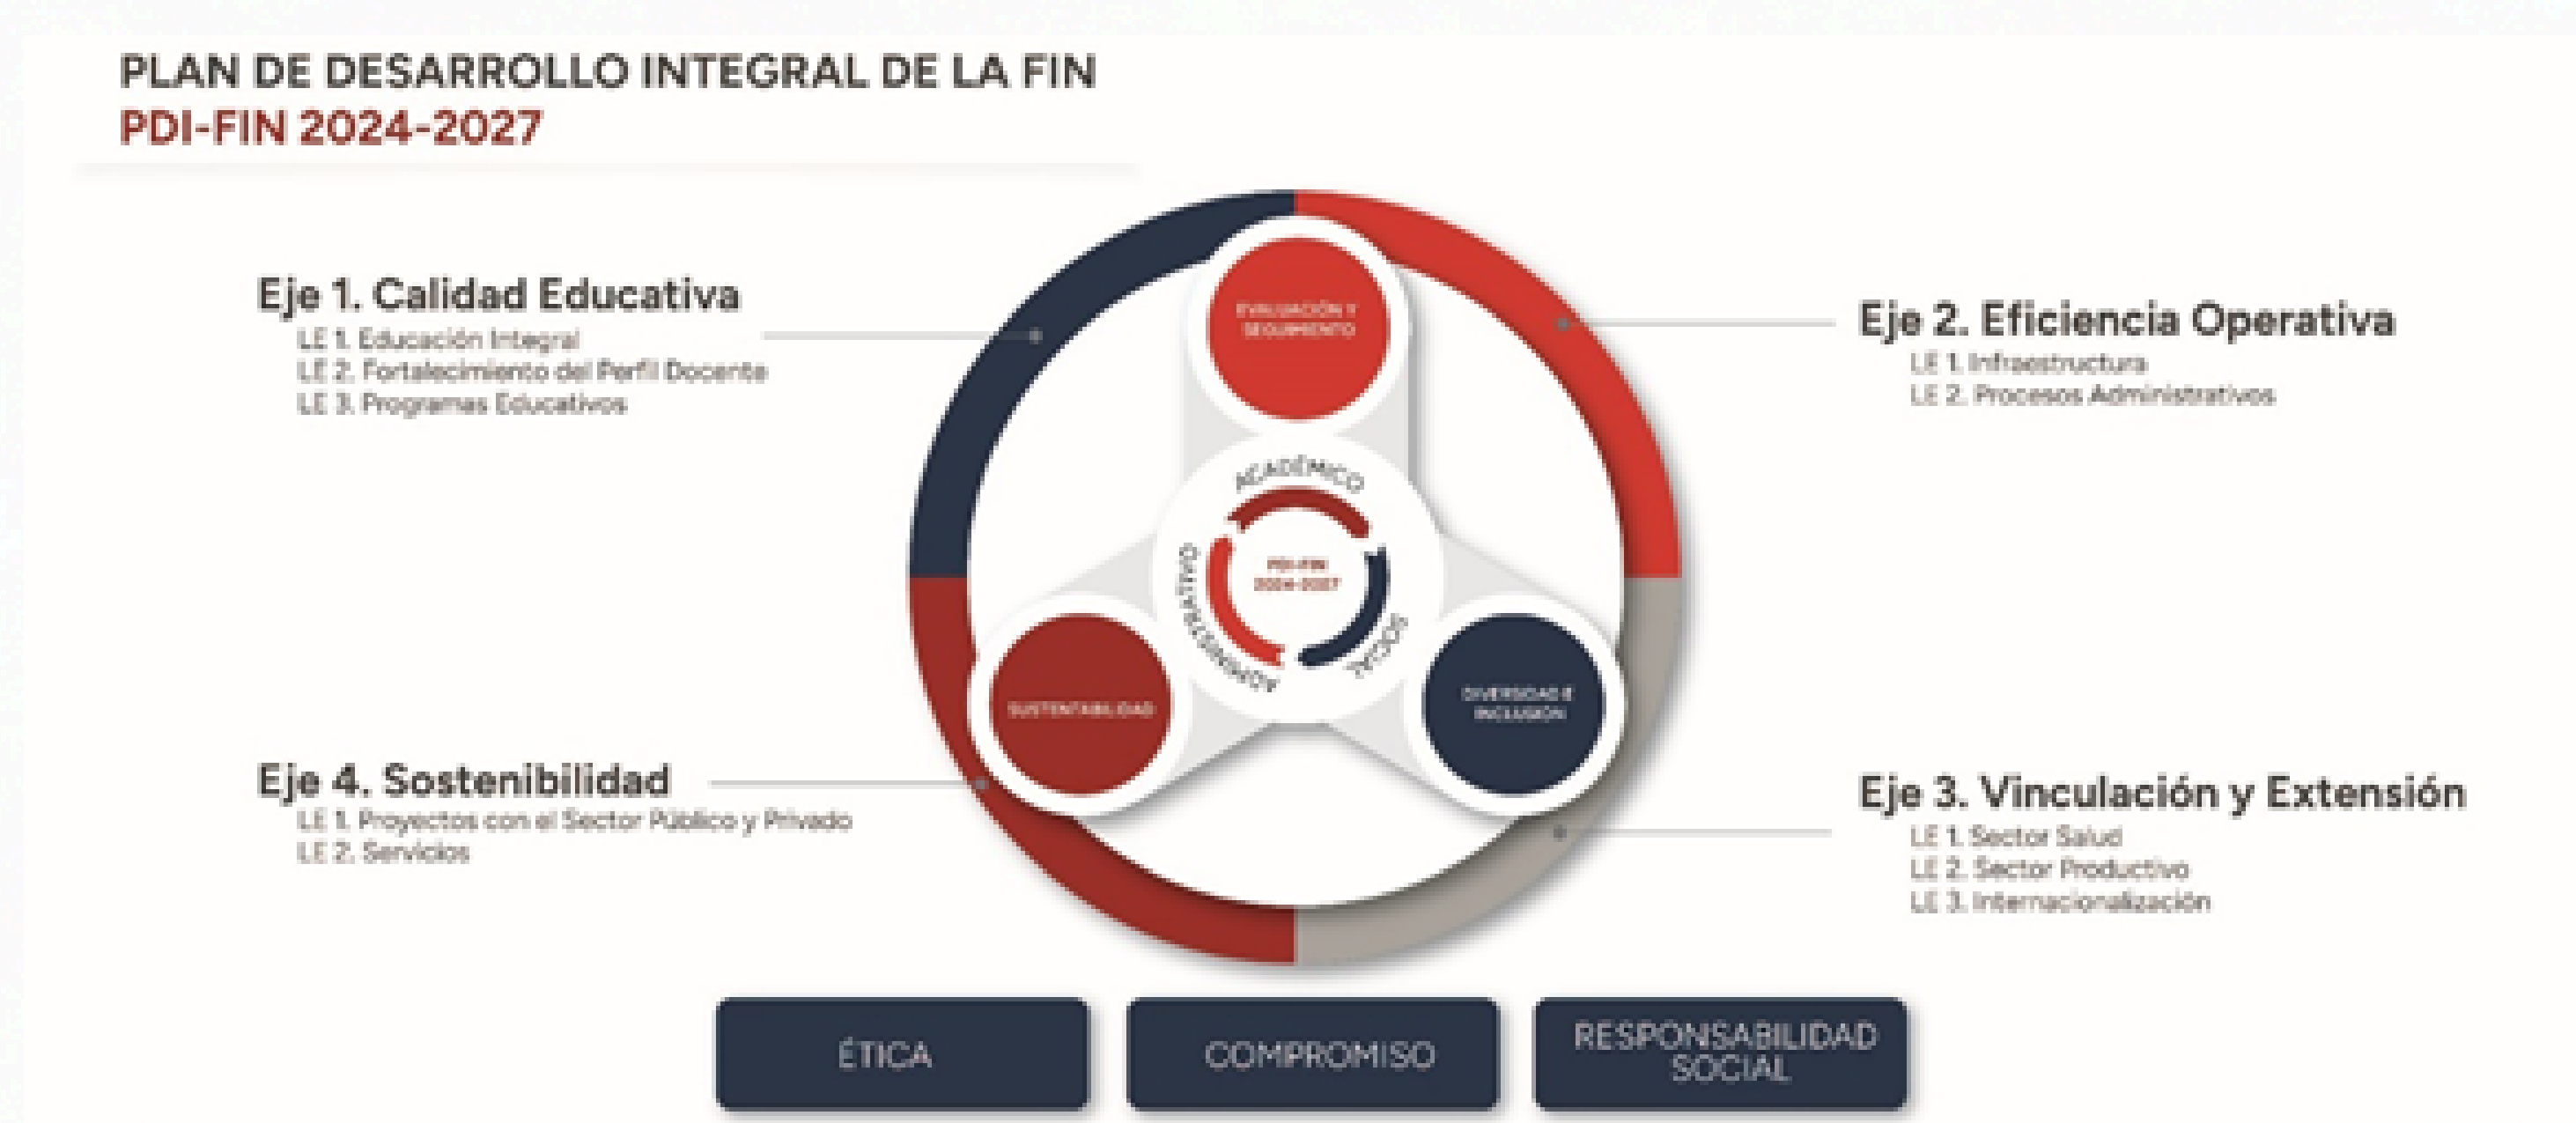 PLAN DE DESARROLLO INTEGRAL DE LA FIN
PDI-FIN 2024-2027
Eje 1. Calidad Educativa
LE 1. Educación Integral
LE 2. Fortalecimiento del Perfil Docente
LE 3. Programas Educativos
Eje 2. Eficiencia Operativa
LE 1. Infraestructura
LE 2. Procesos Administrativos
EVALUACIÓN Y
SEGUIMIENTO
ACADÉMICO
SOCIAL
ADMINISTRATIVO
PDI-FIN
2024-2027
SUSTENTABILIDAD
DIVERSIDAD E
INCLUSIÓN
Eje 4. Sostenibilidad
LE 1. Proyectos con el Sector Público y Privado
LE 2. Servicios
Eje 3. Vinculación y Extensión
LE 1. Sector Salud
LE 2. Sector Productivo
LE 3. Internacionalización
ÉTICA
COMPROMISO
RESPONSABILIDAD
SOCIAL